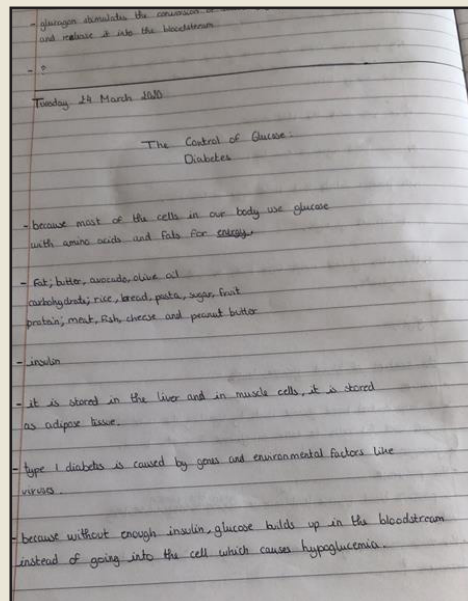 - glucagon stimulates the conversion of
and release it into the bloodstream
- ?
Tuesday 24 March 2020
The Control of Glucose.
Diabetes
- because most of the cells in our body use glucose
with amino acids and fats for energy.
- Fat; butter, avocado, olive oil
carbohydrate; rice, bread, pasta, sugar, fruit
protein; meat, fish, cheese and peanut butter
- insulin
- it is stored in the liver and in muscle cells, it is stored
as adipose tissue.
- type 1 diabetes is caused by genes and environmental factors like
viruses.
- because without enough insulin, glucose builds up in the bloodstream
instead of going into the cell which causes hypoglucemia.